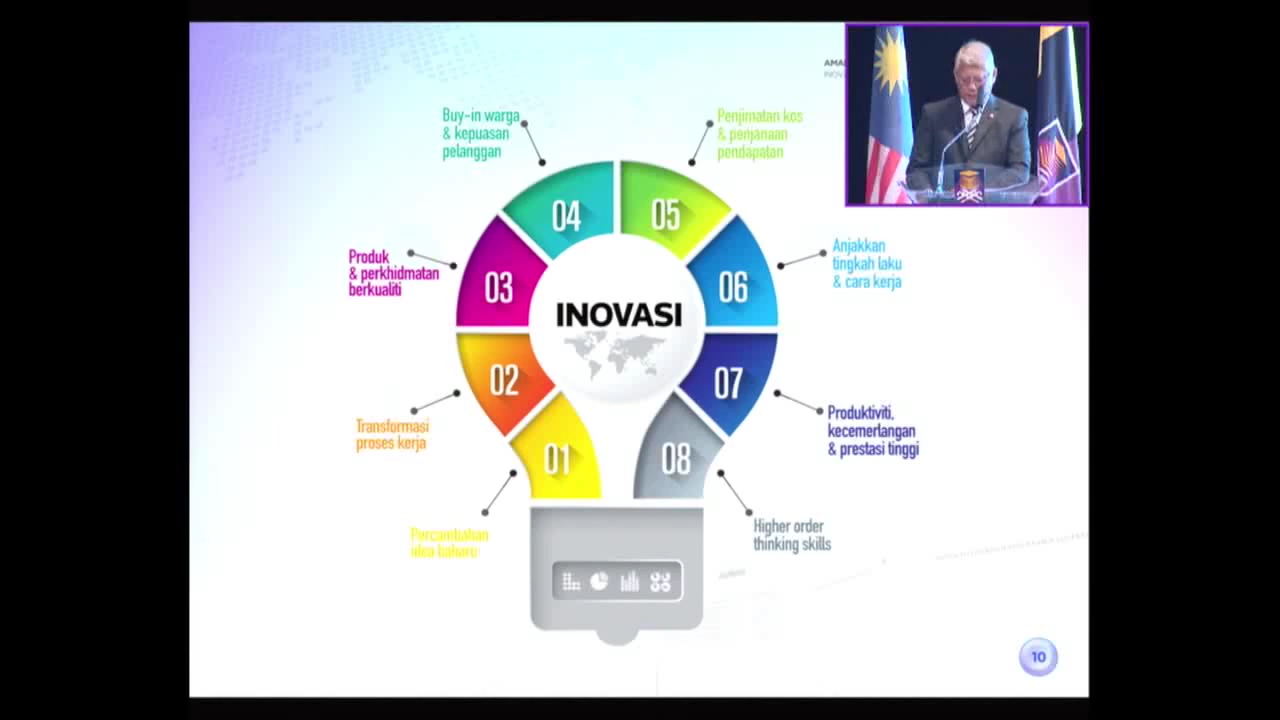 Buy-in warga
& kepuasan
pelanggan
Penjimatan kos
& penjanaan
pendapatan
04
05
Produk
& perkhidmatan
berkualiti
03
06
Anjakkan
tingkah laku
& cara kerja
INOVASI
Transformasi
proses kerja
02
07
Produktiviti,
kecemerlangan
& prestasi tinggi
01
08
Percambahan
idea baharu
Higher order
thinking skills
10